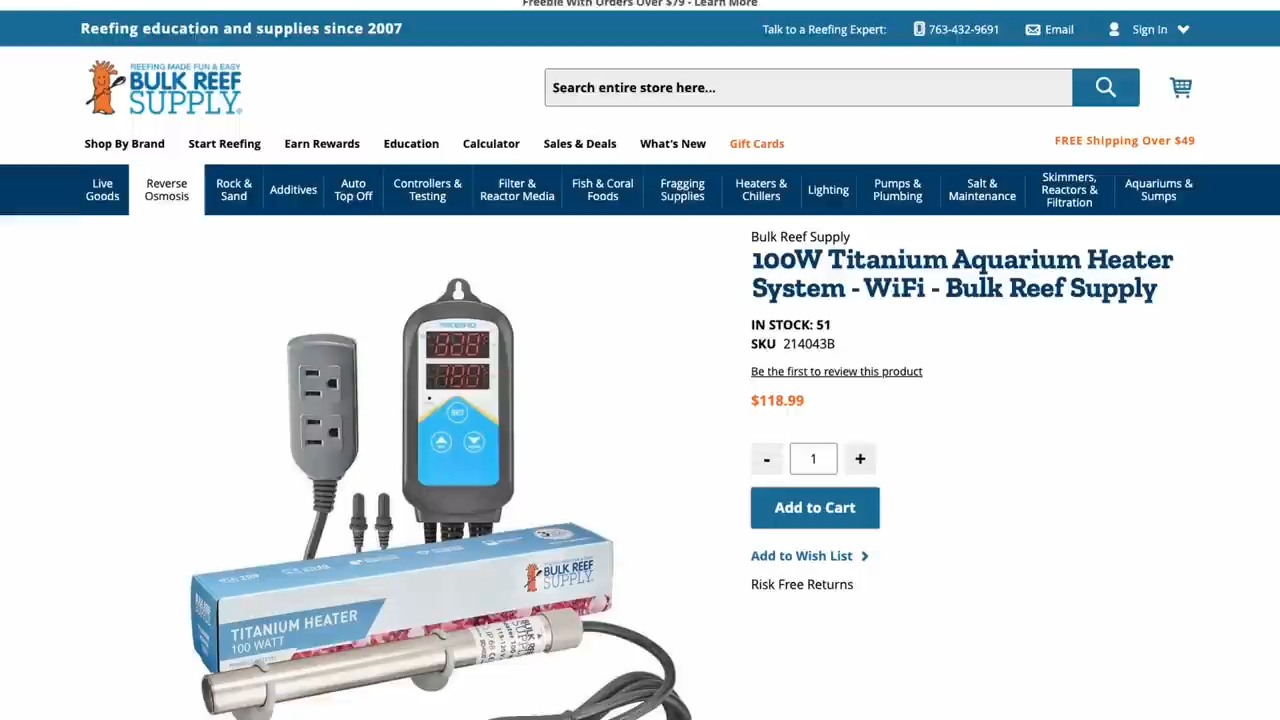 Freebie With Orders Over $79 - Learn More
Reefing education and supplies since 2007
Talk to a Reefing Expert:
763-432-9691
Email
Sign In
REEFING MADE FUN & EASY
BULK REEF
SUPPLY
Search entire store here...
Shop By Brand
Start Reefing
Earn Rewards
Education
Calculator
Sales & Deals
What's New
Gift Cards
FREE Shipping Over $49
Live
Goods
Reverse
Osmosis
Rock &
Sand
Additives
Auto
Top Off
Controllers &
Testing
Filter &
Reactor Media
Fish & Coral
Foods
Fragging
Supplies
Heaters &
Chillers
Lighting
Pumps &
Plumbing
Salt &
Maintenance
Skimmers,
Reactors &
Filtration
Aquariums &
Sumps
Bulk Reef Supply
100W Titanium Aquarium Heater
System - WiFi - Bulk Reef Supply
IN STOCK: 51
SKU 214043B
Be the first to review this product
$118.99
- 1 +
Add to Cart
Add to Wish List
Risk Free Returns
SET
BULK REEF
SUPPLY
TITANIUM HEATER
100 WATT
BULK REEF
SUPPLY